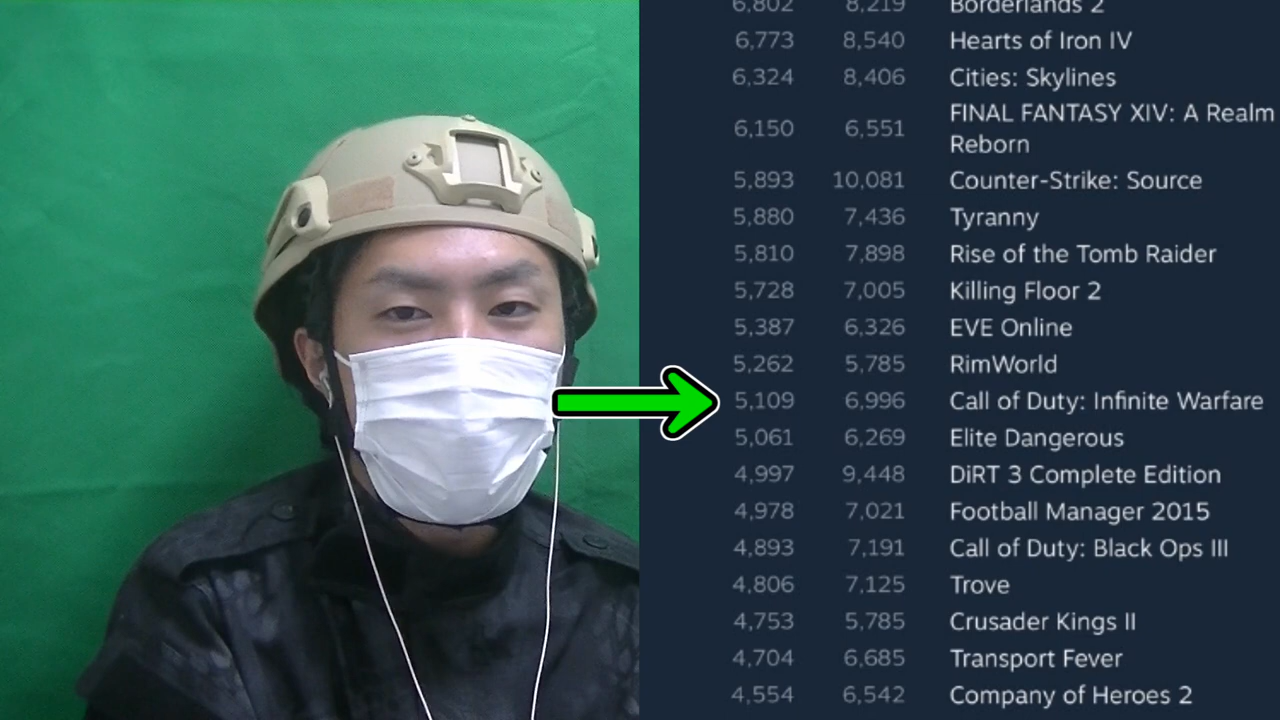 6,802 8,219 Borderlands 2
6,773 8,540 Hearts of Iron IV
6,324 8,406 Cities: Skylines
6,150 6,551 FINAL FANTASY XIV: A Realm
Reborn
5,893 10,081 Counter-Strike: Source
5,880 7,436 Tyranny
5,810 7,898 Rise of the Tomb Raider
5,728 7,005 Killing Floor 2
5,387 6,326 EVE Online
5,262 5,785 RimWorld
5,109 6,996 Call of Duty: Infinite Warfare
5,061 6,269 Elite Dangerous
4,997 9,448 DiRT 3 Complete Edition
4,978 7,021 Football Manager 2015
4,893 7,191 Call of Duty: Black Ops III
4,806 7,125 Trove
4,753 5,785 Crusader Kings II
4,704 6,685 Transport Fever
4,554 6,542 Company of Heroes 2